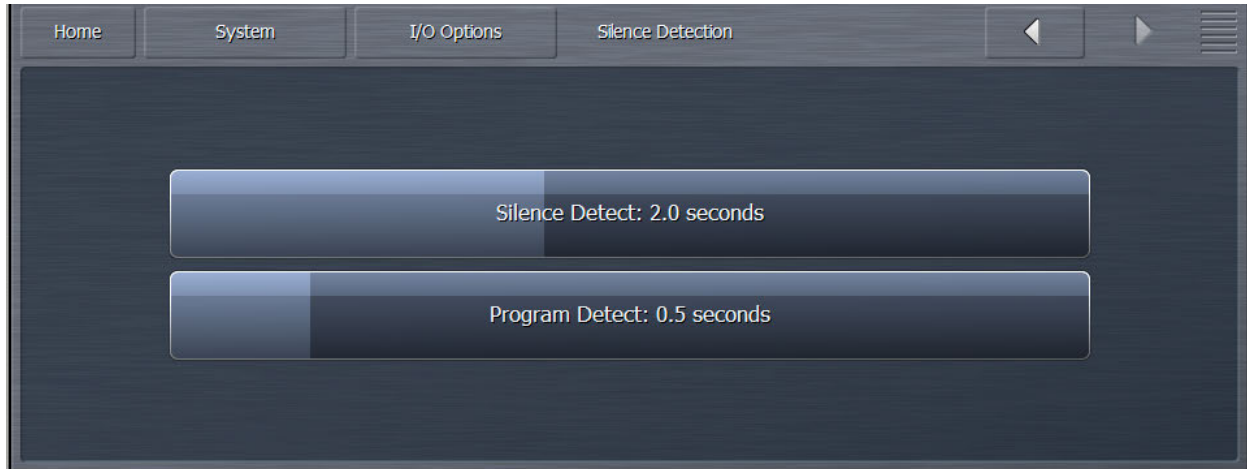 Home System I/O Options Silence Detection
Silence Detect: 2.0 seconds
Program Detect: 0.5 seconds